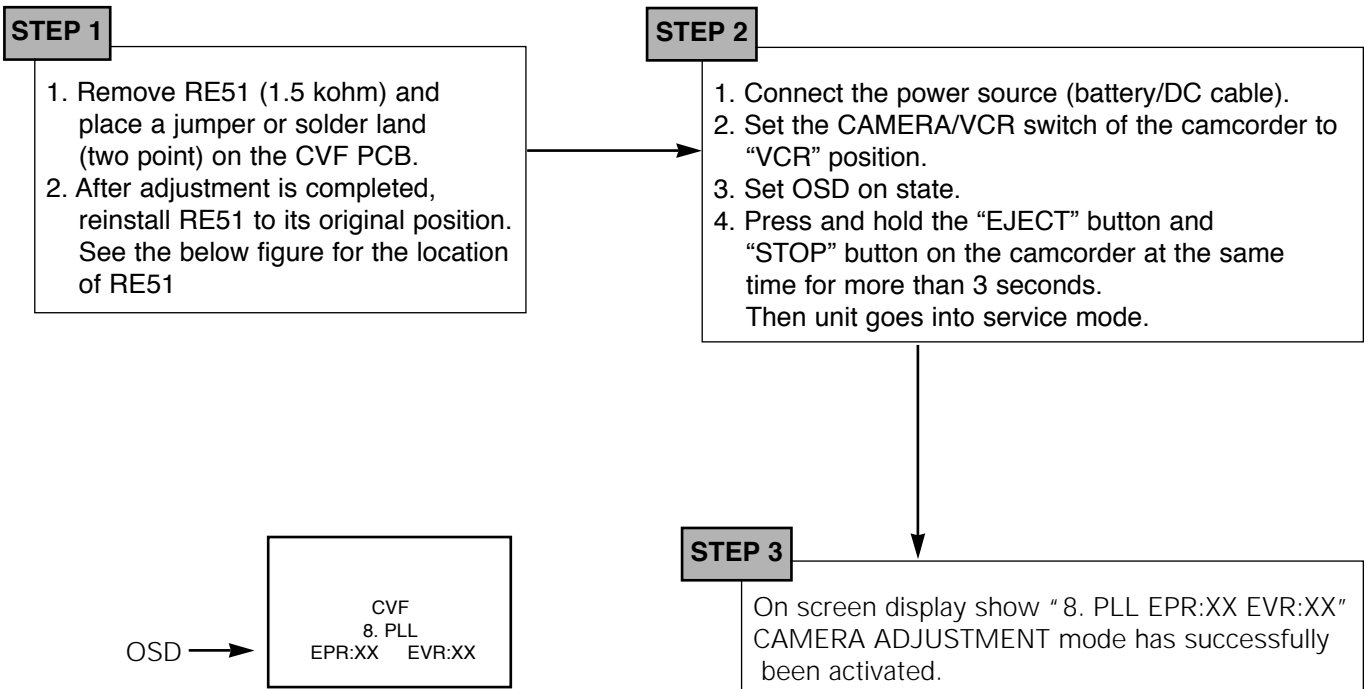 STEP 1
1. Remove RE51 (1.5 kohm) and
place a jumper or solder land
(two point) on the CVF PCB.
2. After adjustment is completed,
reinstall RE51 to its original position.
See the below figure for the location
of RE51
STEP 2
1. Connect the power source (battery/DC cable).
2. Set the CAMERA/VCR switch of the camcorder to
“VCR” position.
3. Set OSD on state.
4. Press and hold the “EJECT” button and
“STOP” button on the camcorder at the same
time for more than 3 seconds.
Then unit goes into service mode.
STEP 3
On screen display show “8. PLL EPR:XX EVR:XX”
CAMERA ADJUSTMENT mode has successfully
been activated.
OSD
CVF
8. PLL
EPR:XX EVR:XX